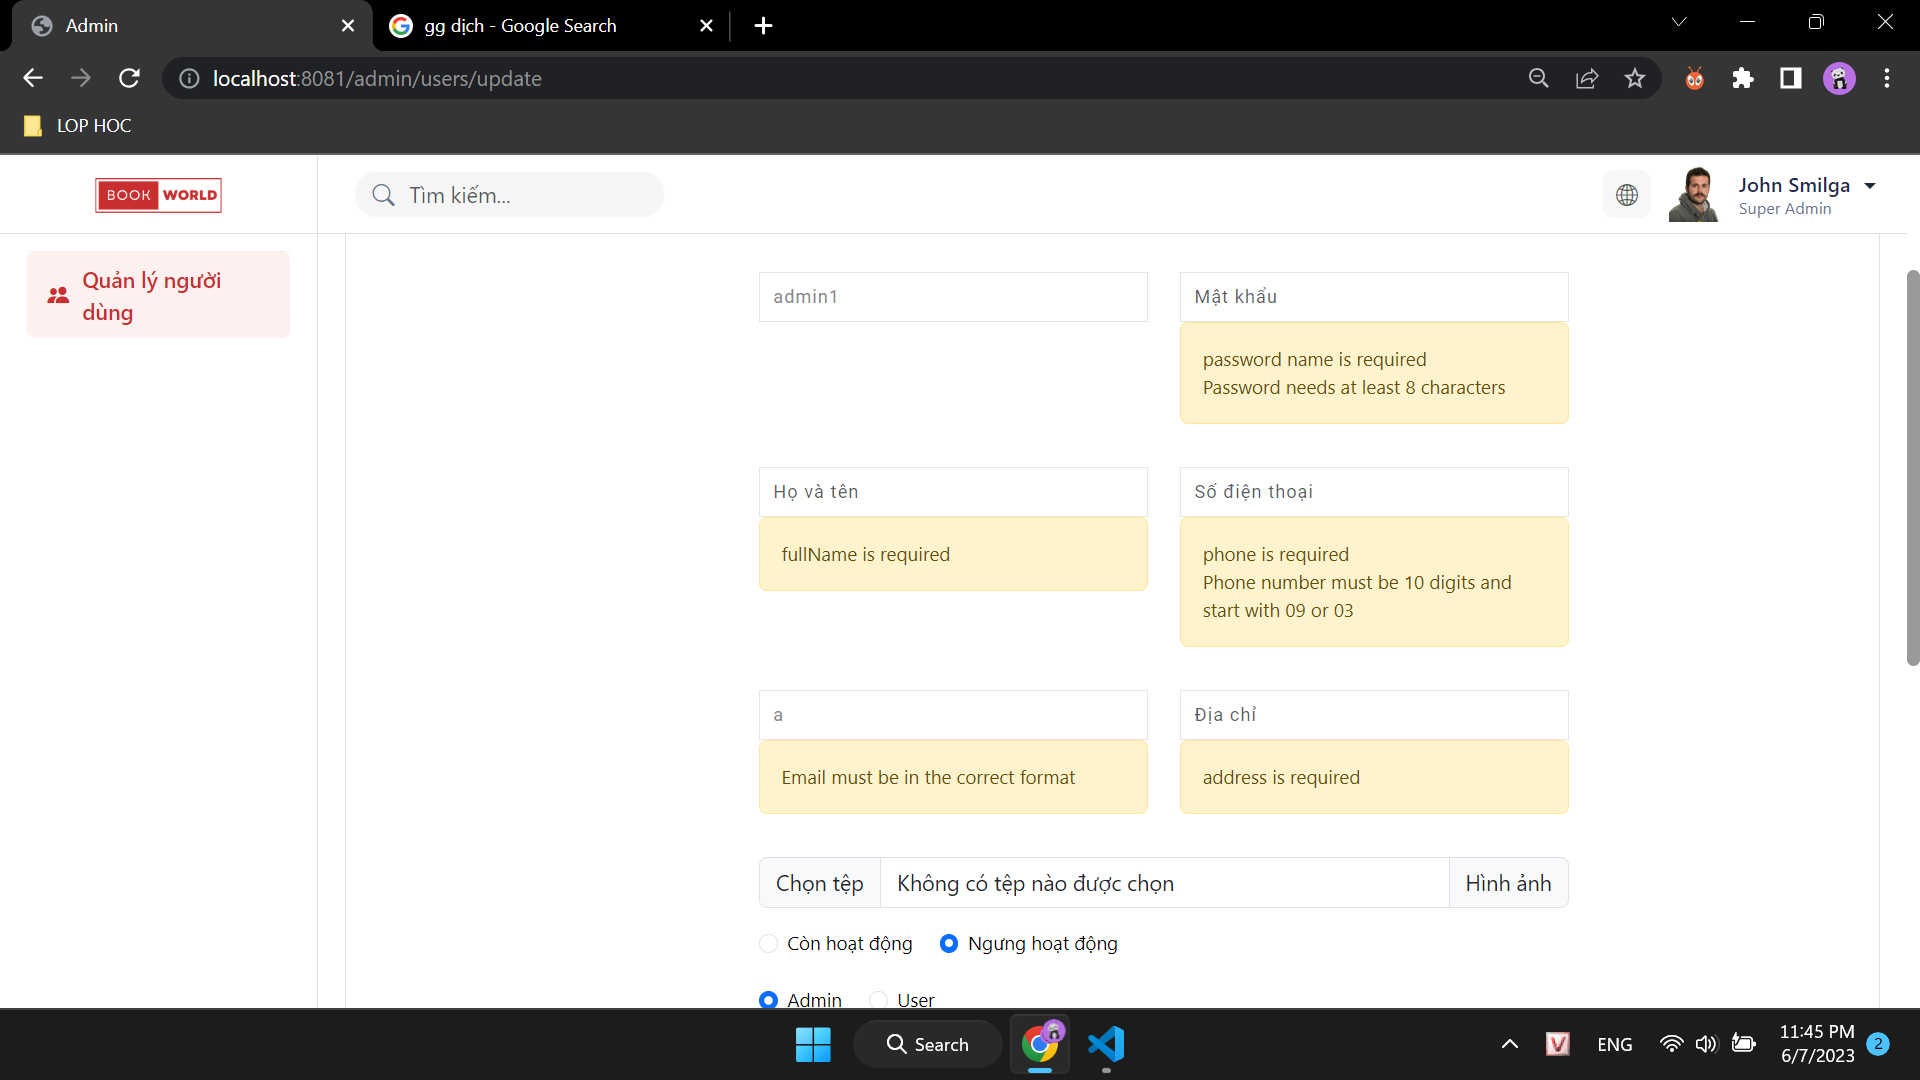 Admin
gg dịch - Google Search
localhost:8081/admin/users/update
LOP HOC
BOOK WORLD
Tìm kiếm...
John Smilga
Super Admin
Quản lý người
dùng
admin1
Mật khẩu
password name is required
Password needs at least 8 characters
Họ và tên
Số điện thoại
fullName is required
phone is required
Phone number must be 10 digits and
start with 09 or 03
a
Địa chỉ
Email must be in the correct format
address is required
Chọn tệp
Không có tệp nào được chọn
Hình ảnh
Còn hoạt động
Ngưng hoạt động
Admin
User
Search
V
ENG
11:45 PM
6/7/2023
2